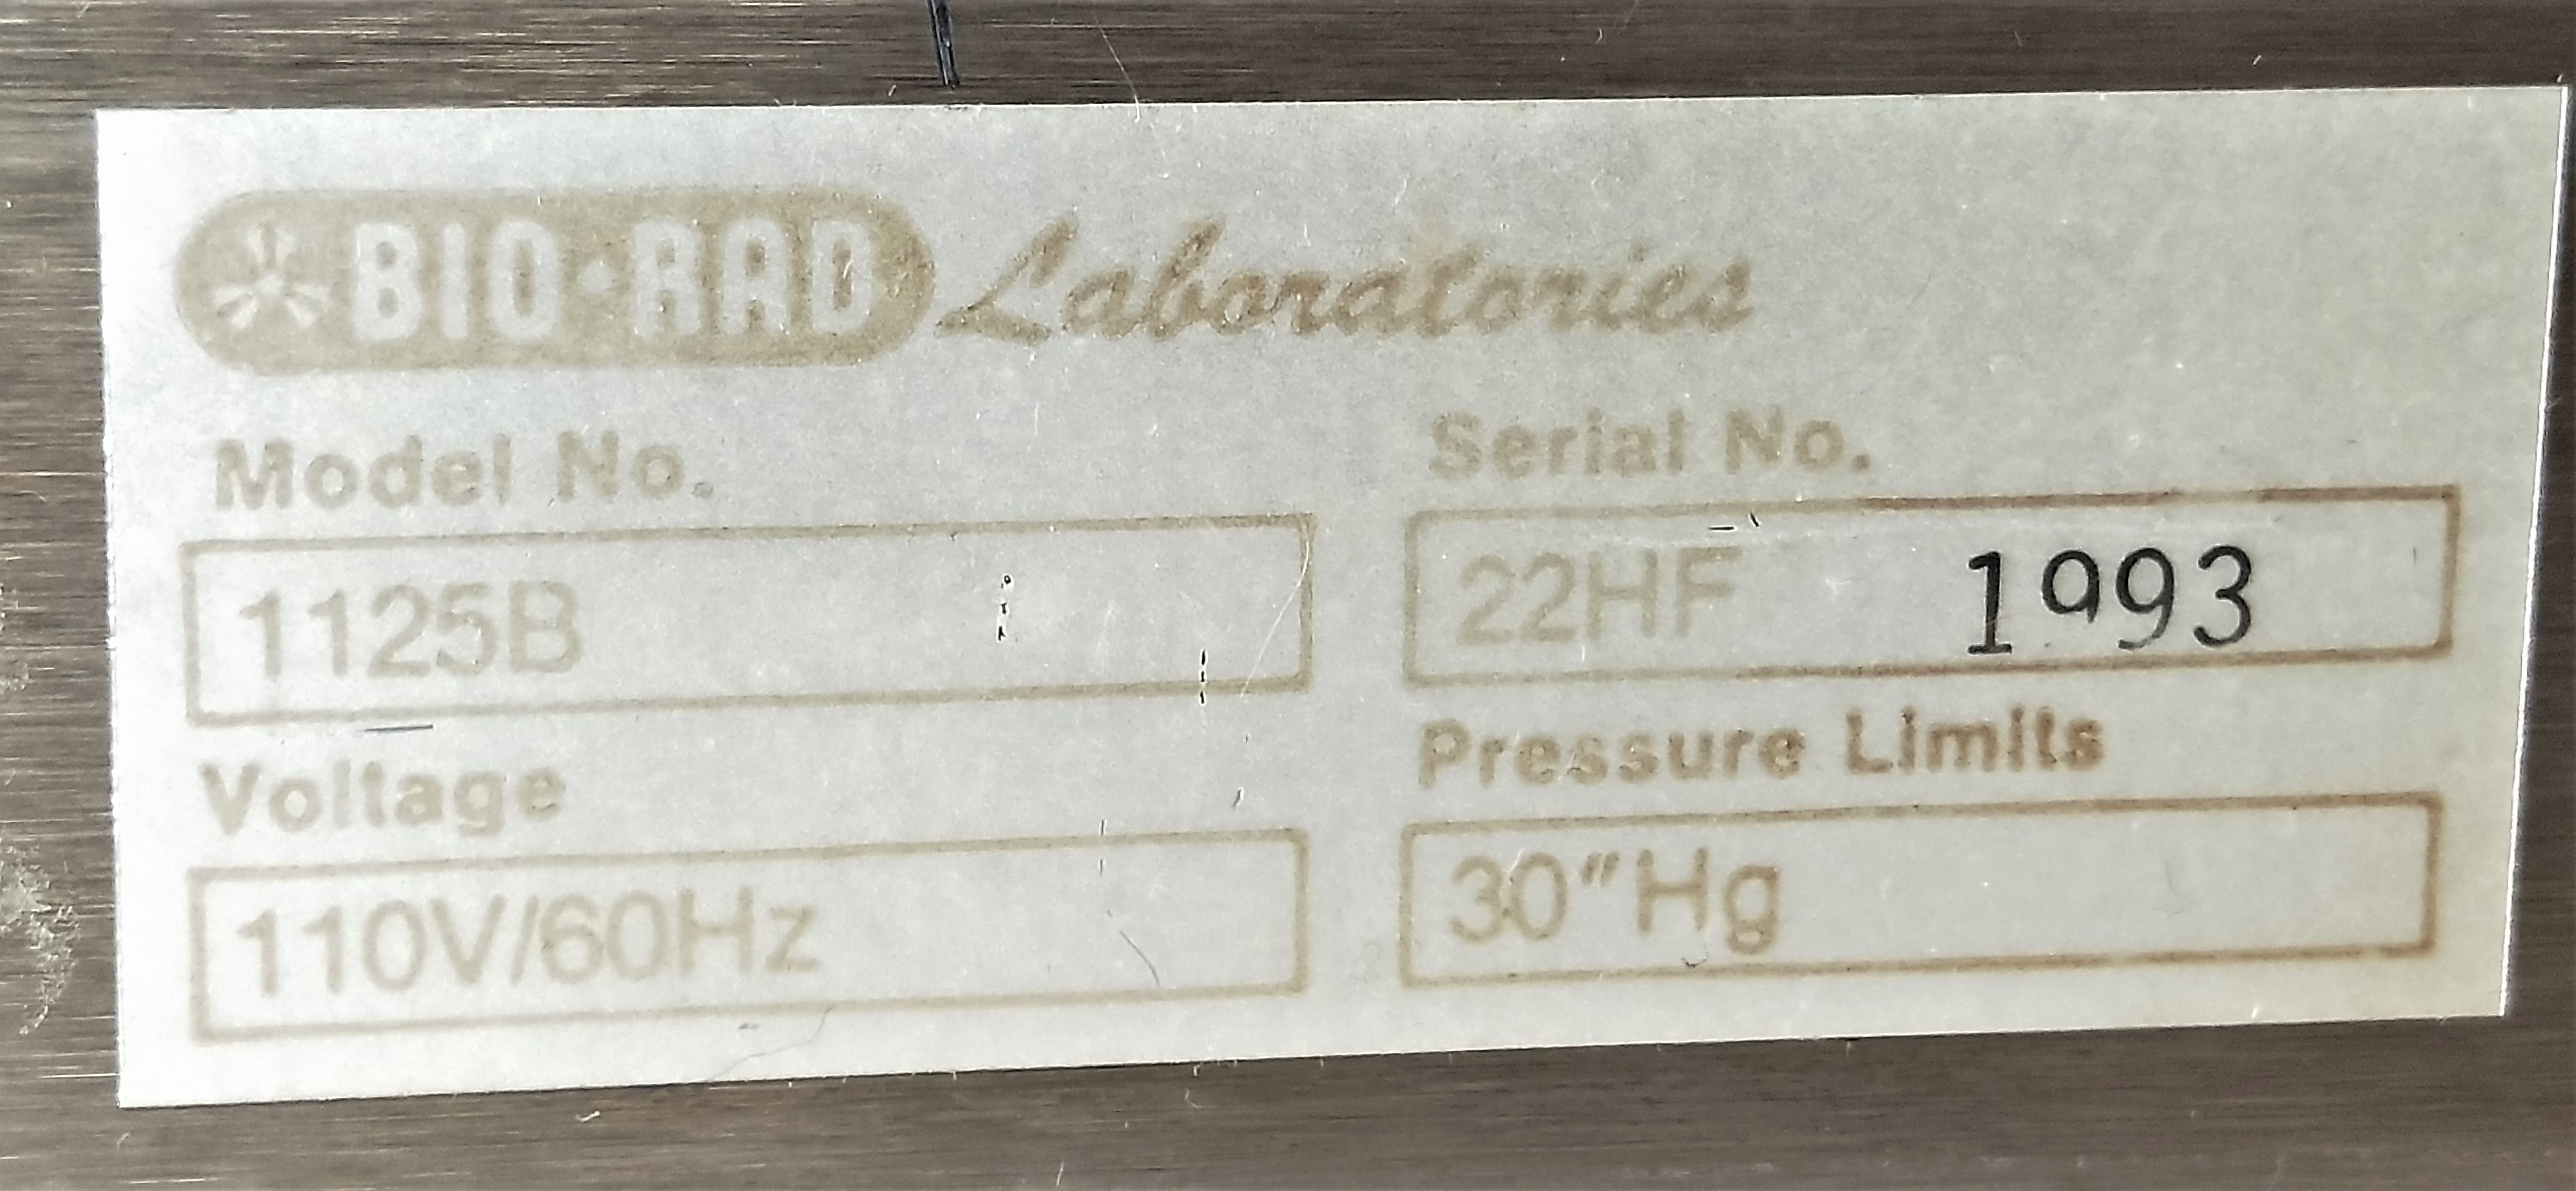 BIO·RAD Laboratories
Model No.
1125B
Serial No.
22HF 1993
Voltage
110V/60Hz
Pressure Limits
30"Hg